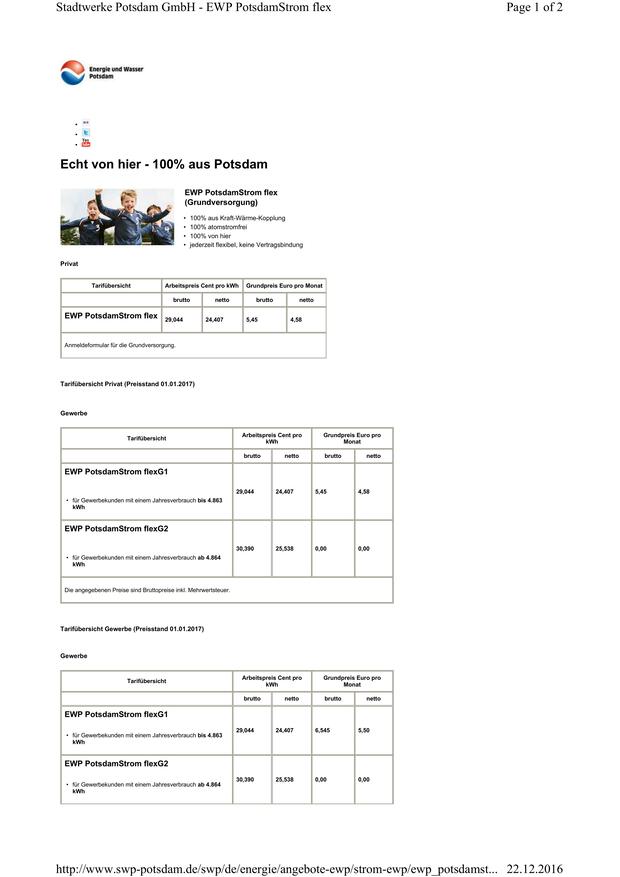 Stadtwerke Potsdam GmbH - EWP PotsdamStrom flex Page 1 of 2
Energie und Wasser
Potsdam
Echt von hier - 100% aus Potsdam
EWP PotsdamStrom flex
(Grundversorgung)
• 100% aus Kraft-Wärme-Kopplung
• 100% atomstromfrei
• 100% von hier
• jederzeit flexibel, keine Vertragsbindung
Privat
Tarifübersicht Arbeitspreis Cent pro kWh Grundpreis Euro pro Monat
brutto netto brutto netto
EWP PotsdamStrom flex 29,044 24,407 5,45 4,58
Anmeldeformular für die Grundversorgung.
Tarifübersicht Privat (Preisstand 01.01.2017)
Gewerbe
Tarifübersicht Arbeitspreis Cent pro kWh Grundpreis Euro pro Monat
brutto netto brutto netto
EWP PotsdamStrom flexG1
29,044 24,407 5,45 4,58
• für Gewerbekunden mit einem Jahresverbrauch bis 4.863
kWh
EWP PotsdamStrom flexG2
30,390 25,538 0,00 0,00
• für Gewerbekunden mit einem Jahresverbrauch ab 4.864
kWh
Die angegebenen Preise sind Bruttopreise inkl. Mehrwertsteuer.
Tarifübersicht Gewerbe (Preisstand 01.01.2017)
Gewerbe
Tarifübersicht Arbeitspreis Cent pro kWh Grundpreis Euro pro Monat
brutto netto brutto netto
EWP PotsdamStrom flexG1
29,044 24,407 6,545 5,50
• für Gewerbekunden mit einem Jahresverbrauch bis 4.863
kWh
EWP PotsdamStrom flexG2
30,390 25,538 0,00 0,00
• für Gewerbekunden mit einem Jahresverbrauch ab 4.864
kWh
http://www.swp-potsdam.de/swp/de/energie/angebote-ewp/strom-ewp/ewp_potsdamst... 22.12.2016